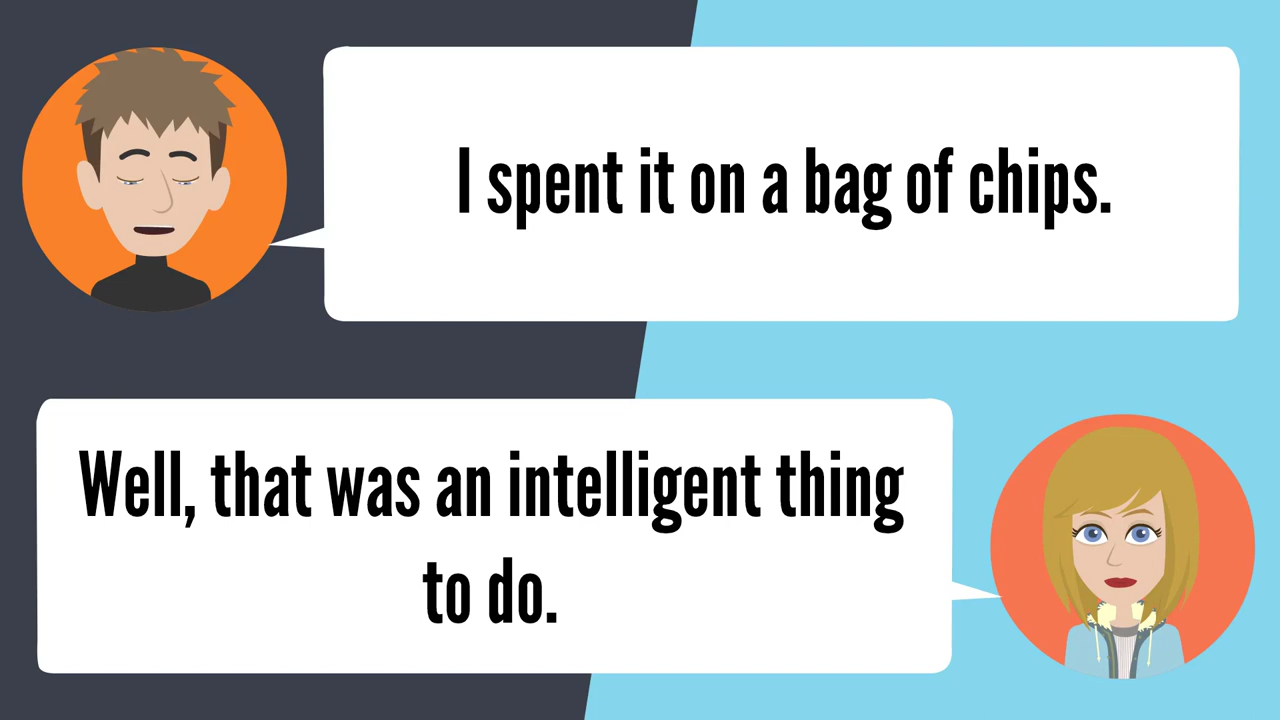 I spent it on a bag of chips.
Well, that was an intelligent thing
to do.